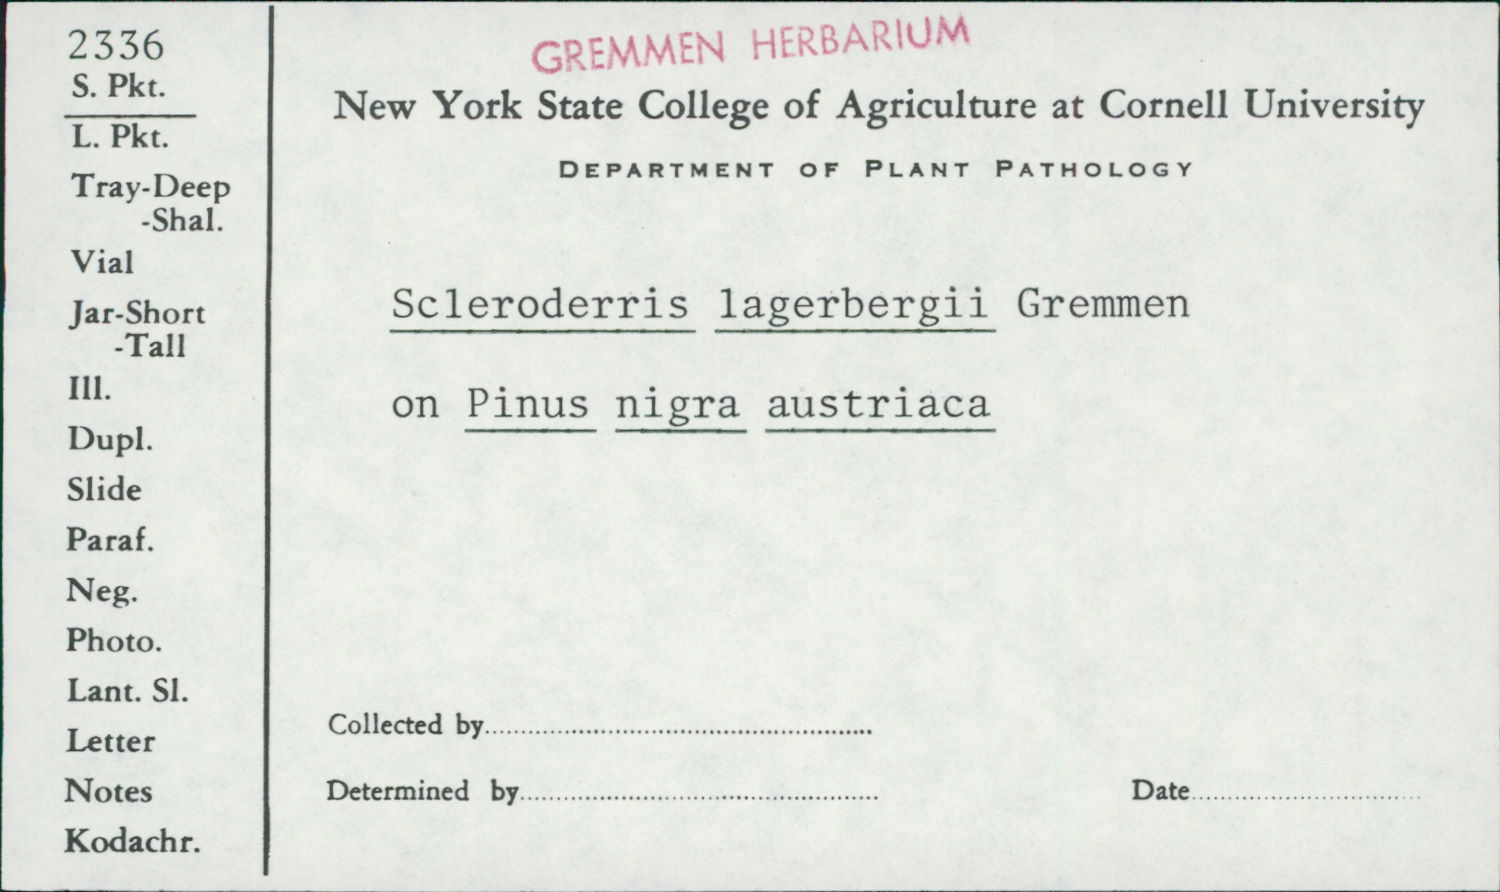 2336
S. Pkt.
L. Pkt.
Tray-Deep
-Shal.
Vial
Jar-Short
-Tall
Ill.
Dupl.
Slide
Paraf.
Neg.
Photo.
Lant. Sl.
Letter
Notes
Kodachr.
GREMMEN HERBARIUM
New York State College of Agriculture at Cornell University
DEPARTMENT OF PLANT PATHOLOGY
Scleroderris lagerbergii Gremmen
on Pinus nigra austriaca
Collected by
Determined by
Date